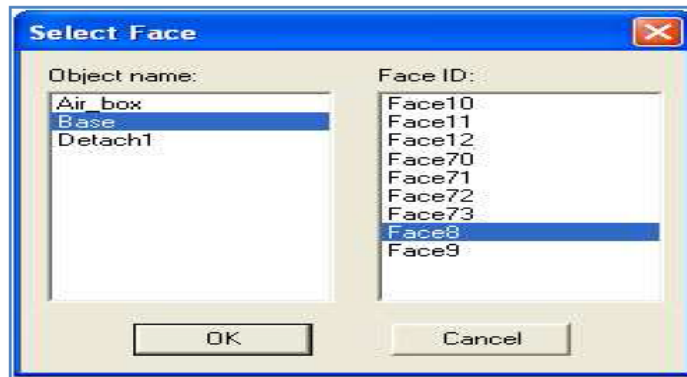 Select Face
Object name:
Air_box
Base
Detach1
Face ID:
Face10
Face11
Face12
Face70
Face71
Face72
Face73
Face8
Face9
OK
Cancel